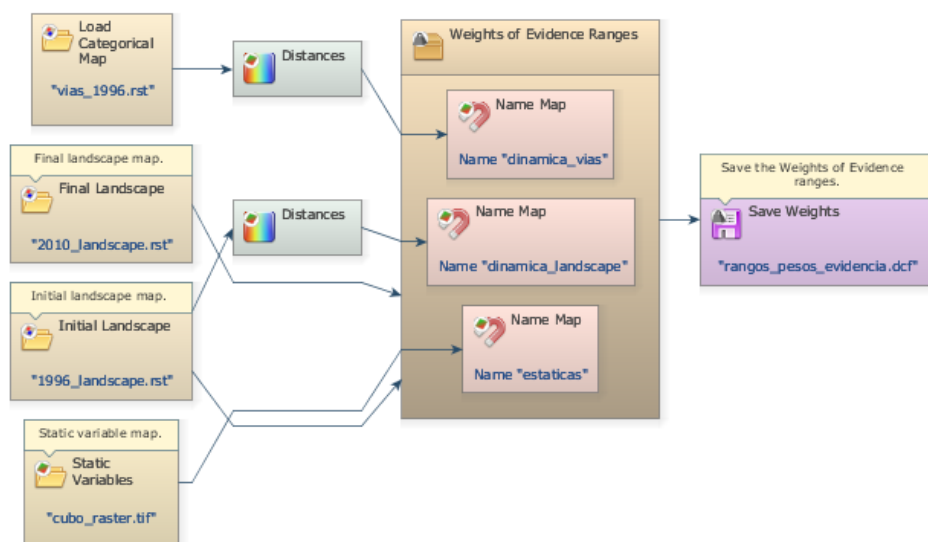 Load
Categorical
Map
"vias_1996.rst"
Distances
Weights of Evidence Ranges
Name Map
Name "dinamica_vias"
Final landscape map.
Final Landscape
"2010_landscape.rst"
Distances
Name Map
Name "dinamica_landscape"
Save the Weights of Evidence
ranges.
Save Weights
"rangos_pesos_evidencia.dcf"
Initial landscape map.
Initial Landscape
"1996_landscape.rst"
Name Map
Name "estaticas"
Static variable map.
Static
Variables
"cubo_raster.tif"